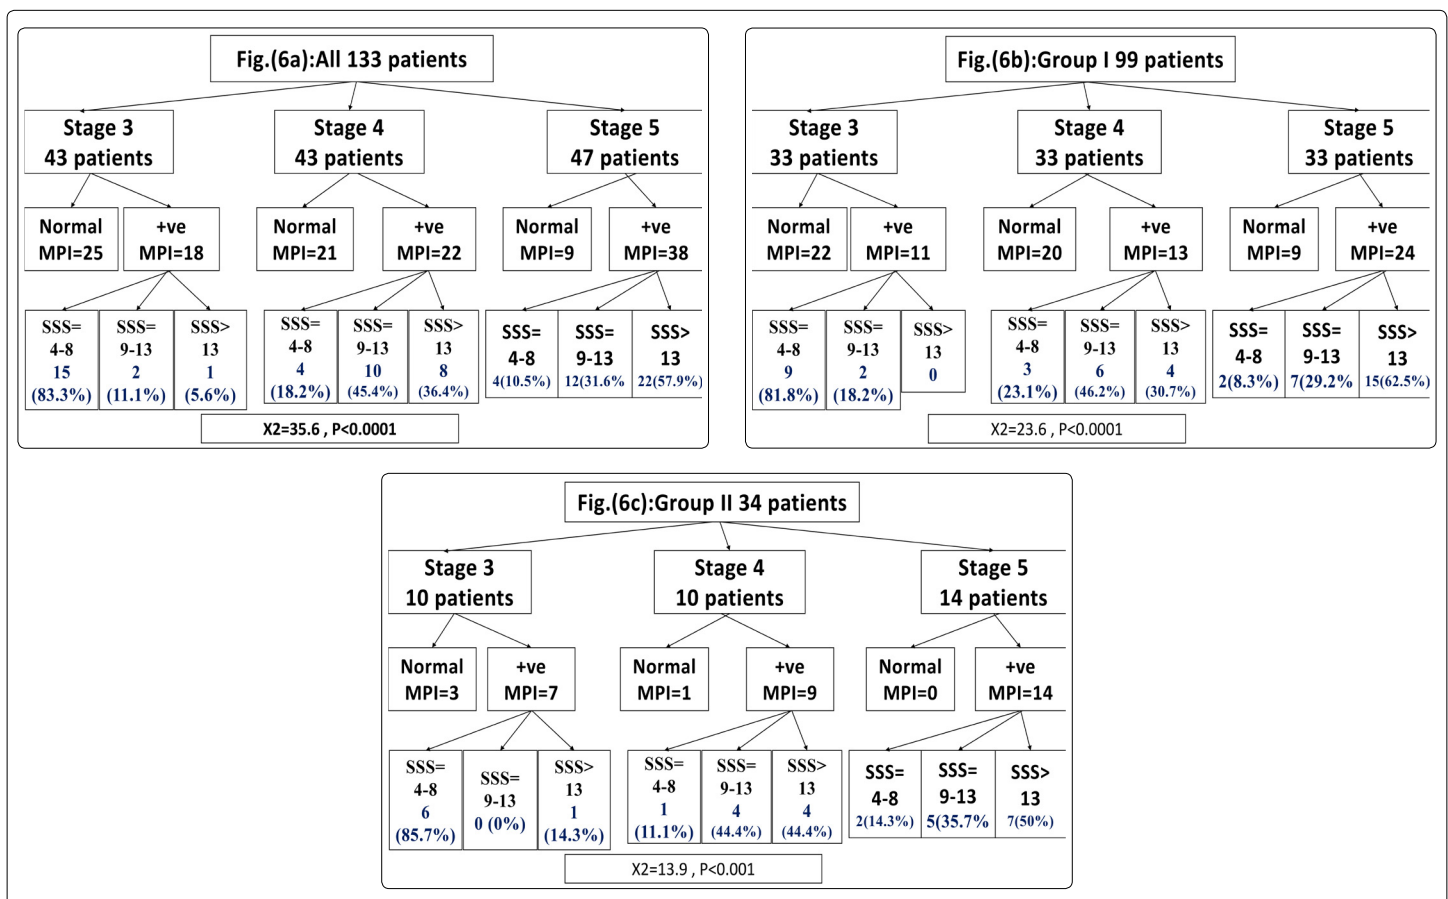 Fig.(6a):All 133 patients
Stage 3
43 patients
Stage 4
43 patients
Stage 5
47 patients
Normal
MPI=25
+ve
MPI=18
Normal
MPI=21
+ve
MPI=22
Normal
MPI=9
+ve
MPI=38
SSS=
4-8
15
(83.3%)
SSS=
9-13
2
(11.1%)
SSS>
13
1
(5.6%)
SSS=
4-8
4
(18.2%)
SSS=
9-13
10
(45.4%)
SSS>
13
8
(36.4%)
SSS=
4-8
4(10.5%)
SSS=
9-13
12(31.6%
SSS>
13
22(57.9%)
X2=35.6 , P<0.0001
Fig.(6b):Group I 99 patients
Stage 3
33 patients
Stage 4
33 patients
Stage 5
33 patients
Normal
MPI=22
+ve
MPI=11
Normal
MPI=20
+ve
MPI=13
Normal
MPI=9
+ve
MPI=24
SSS=
4-8
9
(81.8%)
SSS=
9-13
2
(18.2%)
SSS>
13
0
SSS=
4-8
3
(23.1%)
SSS=
9-13
6
(46.2%)
SSS>
13
4
(30.7%)
SSS=
4-8
2(8.3%)
SSS=
9-13
7(29.2%
SSS>
13
15(62.5%)
X2=23.6 , P<0.0001
Fig.(6c):Group II 34 patients
Stage 3
10 patients
Stage 4
10 patients
Stage 5
14 patients
Normal
MPI=3
+ve
MPI=7
Normal
MPI=1
+ve
MPI=9
Normal
MPI=0
+ve
MPI=14
SSS=
4-8
6
(85.7%)
SSS=
9-13
0 (0%)
SSS>
13
1
(14.3%)
SSS=
4-8
1
(11.1%)
SSS=
9-13
4
(44.4%)
SSS>
13
4
(44.4%)
SSS=
4-8
2(14.3%)
SSS=
9-13
5(35.7%
SSS>
13
7(50%)
X2=13.9 , P<0.001